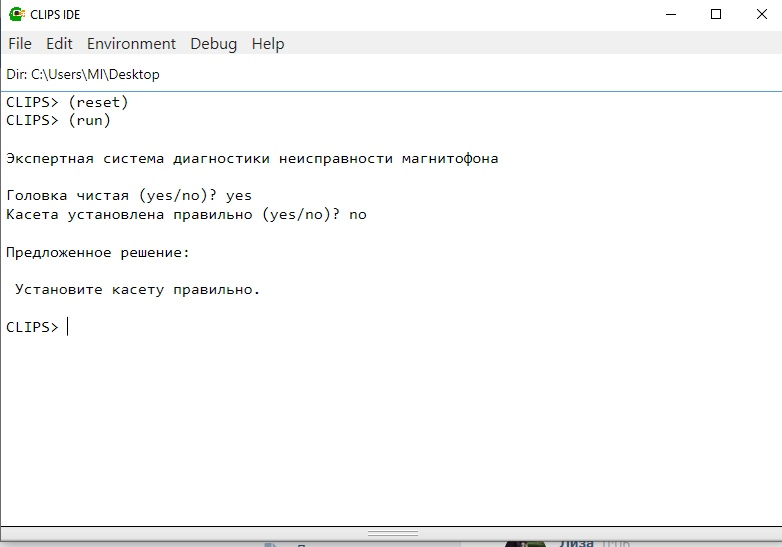 CLIPS IDE
File Edit Environment Debug Help
Dir: C:\Users\MI\Desktop
CLIPS> (reset)
CLIPS> (run)
Экспертная система диагностики неисправности магнитофона
Головка чистая (yes/no)? yes
Касета установлена правильно (yes/no)? no
Предложенное решение:
Установите касету правильно.
CLIPS>
Лиза